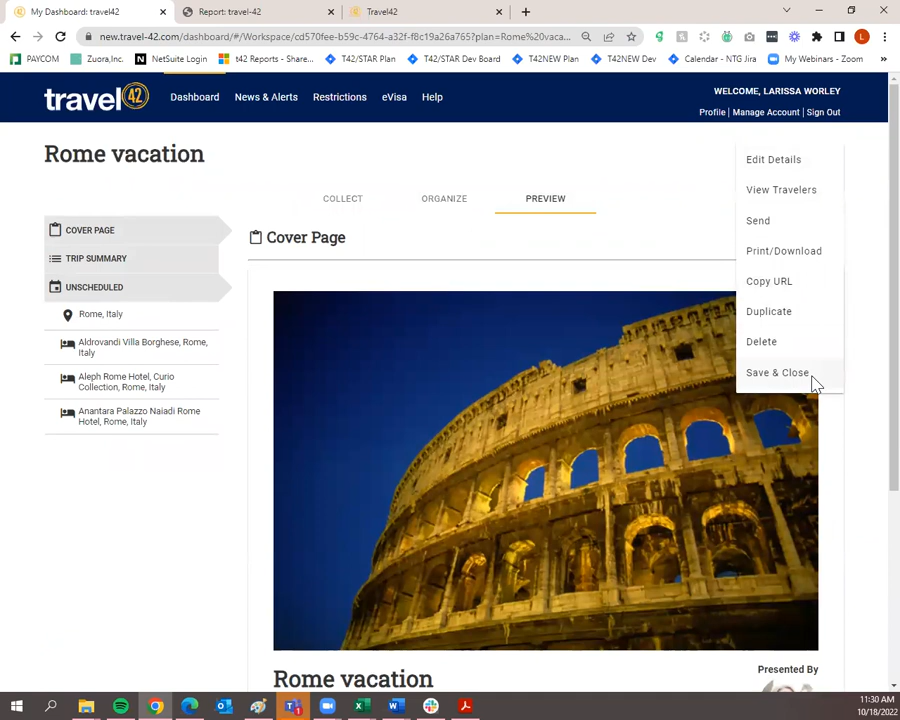 My Dashboard: travel42
Report: travel-42
Travel42
new.travel-42.com/dashboard/#/Workspace/cd570fee-b59c-4764-a32f-f8c19a26a765?plan=Rome%20vaca...
PAYCOM
Zuora,Inc.
NetSuite Login
t42 Reports - Share...
T42/STAR Plan
T42/STAR Dev Board
T42NEW Plan
T42NEW Dev
Calendar - NTG Jira
My Webinars - Zoom
travel42
Dashboard
News & Alerts
Restrictions
eVisa
Help
WELCOME, LARISSA WORLEY
Profile | Manage Account | Sign Out
Rome vacation
COLLECT
ORGANIZE
PREVIEW
Edit Details
View Travelers
Send
Print/Download
Copy URL
Duplicate
Delete
Save & Close
COVER PAGE
TRIP SUMMARY
UNSCHEDULED
Rome, Italy
Aldrovandi Villa Borghese, Rome,
Italy
Aleph Rome Hotel, Curio
Collection, Rome, Italy
Anantara Palazzo Naiadi Rome
Hotel, Rome, Italy
Cover Page
Rome vacation
Presented By
11:30 AM
10/18/2022